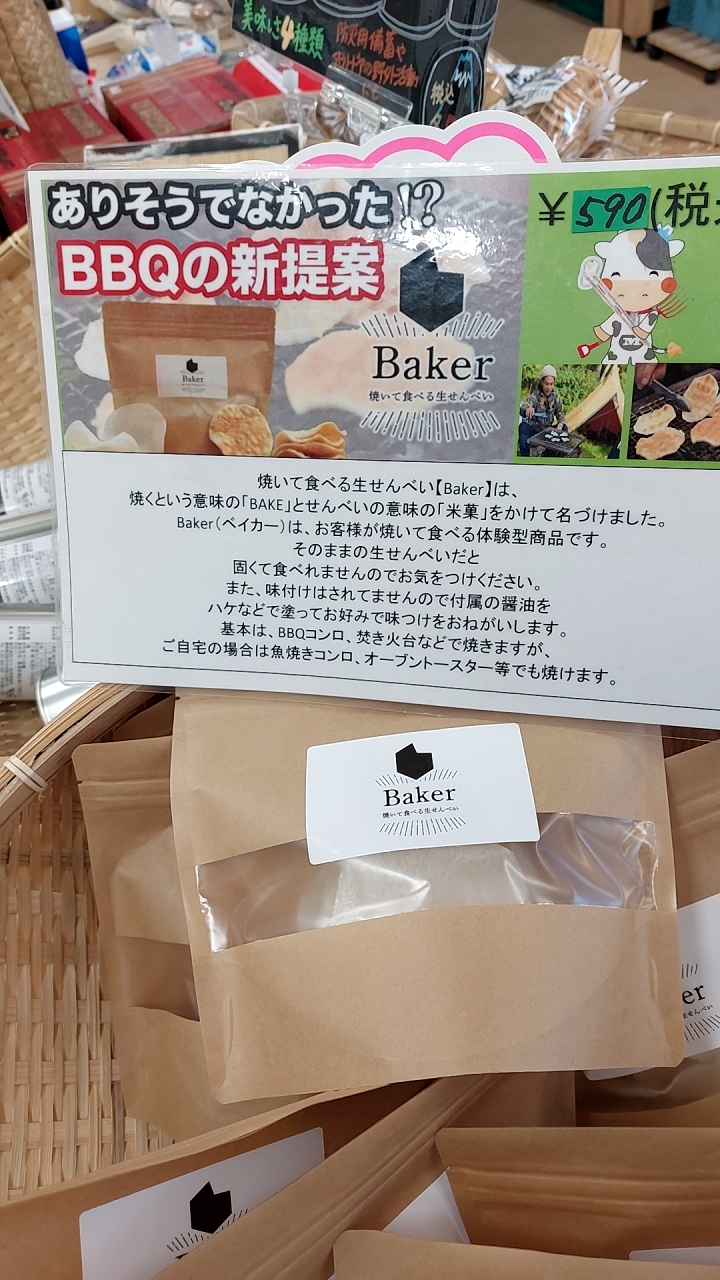 美味しさ4種類
防災用備蓄や
税込
ありそうでなかった!?
BBQの新提案
¥590(税
Baker
Baker
焼いて食べる生せんべい
焼いて食べる生せんべい【Baker】は、
焼くという意味の「BAKE」とせんべいの意味の「米菓」をかけて名づけました。
Baker(ベイカー)は、お客様が焼いて食べる体験型商品です。
そのままの生せんべいだと
固くて食べれませんのでお気をつけください。
また、味付けはされてませんので付属の醤油を
ハケなどで塗ってお好みで味つけをおねがいします。
基本は、BBQコンロ、焚き火台などで焼きますが、
ご自宅の場合は魚焼きコンロ、オーブントースター等でも焼けます。
Baker
焼いて食べる生せんべい
er